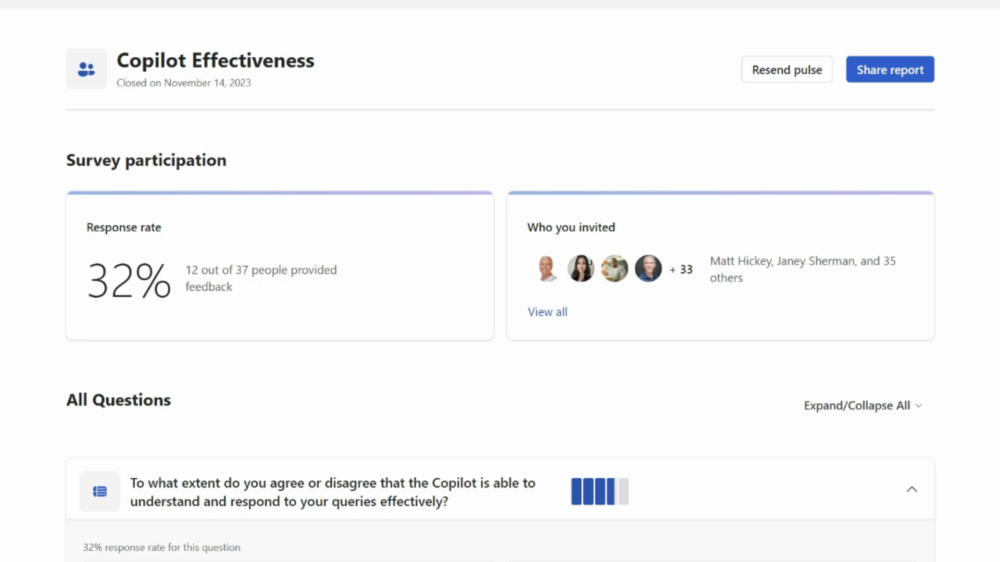 Copilot Effectiveness
Closed on November 14, 2023
Resend pulse
Share report
Survey participation
Response rate
32%
12 out of 37 people provided
feedback
Who you invited
+ 33
Matt Hickey, Janey Sherman, and 35
others
View all
All Questions
Expand/Collapse All
To what extent do you agree or disagree that the Copilot is able to
understand and respond to your queries effectively?
32% response rate for this question